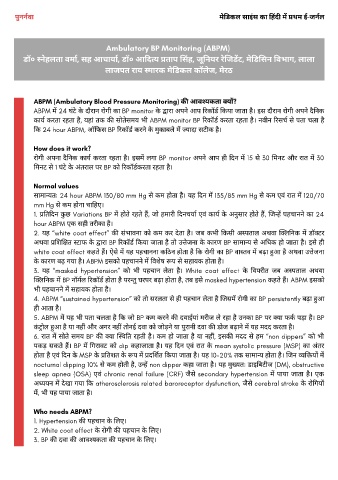 पुनर्नवा
मेडिकल साइंस का हिंदी में प्रथम ई-जर्नल
Ambulatory BP Monitoring (ABPM)
डॉ० स्नेहलता वर्मा, सह आचार्या, डॉ० आदित्य प्रताप सिंह, जूनियर रेजिडेंट, मेडिसिन विभाग, लाला
लाजपत राय स्मारक मेडिकल कॉलेज, मेरठ
ABPM (Ambulatory Blood Pressure Monitoring) की आवश्यकता क्यों?
ABPM में 24 घंटे के दौरान रोगी का BP monitor के द्वारा अपने आप रिकॉर्ड किया जाता है। इस दौरान रोगी अपने दैनिक
कार्य करता रहता है, यहां तक की सोतेसमय भी ABPM monitor BP रिकॉर्ड करता रहता है। नवीन रिसर्च से पता चला है
कि 24 hour ABPM, ऑफिस BP रिकॉर्ड करने के मुकाबले में ज्यादा सटीक है।
How does it work?
रोगी अपना दैनिक कार्य करता रहता है। इसमें लगा BP monitor अपने आप ही दिन में 15 से 30 मिनट और रात में 30
मिनट से 1 घंटे के अंतराल पर BP को रिकॉर्डकरता रहता है।
Normal values
सामान्यतः 24 hour ABPM 130/80 mm Hg से कम होता है। यह दिन में 135/85 mm Hg से कम एवं रात में 120/70
mm Hg से कम होना चाहिए।
1. प्रतिदिन कुछ Variations BP में होते रहते हैं, जो हमारी दिनचर्या एवं कार्य के अनुसार होते हैं, जिन्हें पहचानने का 24
hour ABPM एक सही तरीका है।
2. यह "white coat effect" की संभावना को कम कर देता है। जब कभी किसी अस्पताल अथवा क्लिनिक में डॉक्टर
अथवा प्रशिक्षित स्टाफ के द्वारा BP रिकॉर्ड किया जाता है तो उत्तेजना के कारण BP सामान्य से अधिक हो जाता है। इसे ही
white coat effect कहते हैं। ऐसे में यह पहचानना कठिन होता है कि रोगी का BP वास्तव में बढ़ा हुआ है अथवा उत्तेजना
के कारण बढ़ गया है। ABPM इसको पहचानने में विशेष रूप से सहायक होता है।
3. यह "masked hypertension" को भी पहचान लेता है। White coat effect के विपरीत जब अस्पताल अथवा
क्लिनिक में BP नॉर्मल रिकॉर्ड होता है परन्तु घरपर बढ़ा होता है, तब इसे masked hypertension कहते हैं। ABPM इसको
भी पहचानने में सहायक होता है।
4. ABPM "sustained hypertension" को तो सरलता से ही पहचान लेता है जिसमें रोगी का BP persistently बढ़ा हुआ
ही आता है।
5. ABPM में यह भी पता चलता है कि जो BP कम करने की दवाईयां मरीज ले रहा है उनका BP पर क्या फर्क पड़ा है। BP
कंट्रोल हुआ है या नहीं और अगर नहीं तोनई दवा को जोड़ने या पुरानी दवा की डोज बढ़ाने में यह मदद करता है।
6. रात में सोते समय BP की क्या स्थिति रहती है। कम हो जाता है या नहीं, इसकी मदद से हम "non dippers" को भी
पकड़ सकते हैं। BP में गिरावट को dip कहालाता है। यह दिन एवं रात के mean systolic pressure (MSP) का अंतर
होता है एवं दिन के MSP के प्रतिशत के रूप में प्रदर्शित किया जाता है। यह 10-20% तक सामान्य होता है। जिन व्यक्तियों में
nocturnal dipping 10% से कम होती है, उन्हें non dipper कहा जाता है। यह मुख्यतः डाइबिटीज (DM), obstructive
sleep apnea (OSA) एवं chronic renal failure (CRF) जैसे secondary hypertension में पाया जाता है। एक
अध्ययन में देखा गया कि atherosclerosis related baroreceptor dysfunction, जैसे cerebral stroke के रोगियों
में, भी यह पाया जाता है।
Who needs ABPM?
1. Hypertension की पहचान के लिए।
2. White coat effect के रोगी की पहचान के लिए।
3. BP की दवा की आवश्यकता की पहचान के लिए।